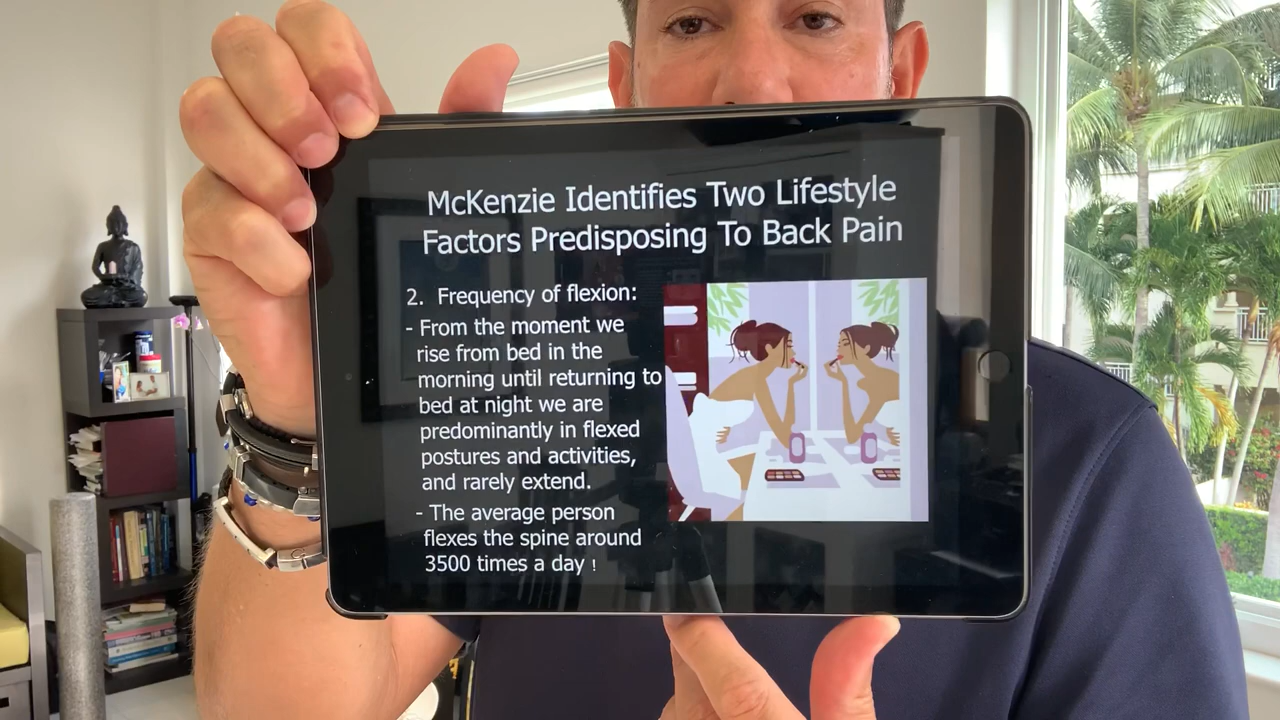 McKenzie Identifies Two Lifestyle
Factors Predisposing To Back Pain
2. Frequency of flexion:
- From the moment we
rise from bed in the
morning until returning to
bed at night we are
predominantly in flexed
postures and activities,
and rarely extend.
- The average person
flexes the spine around
3500 times a day !